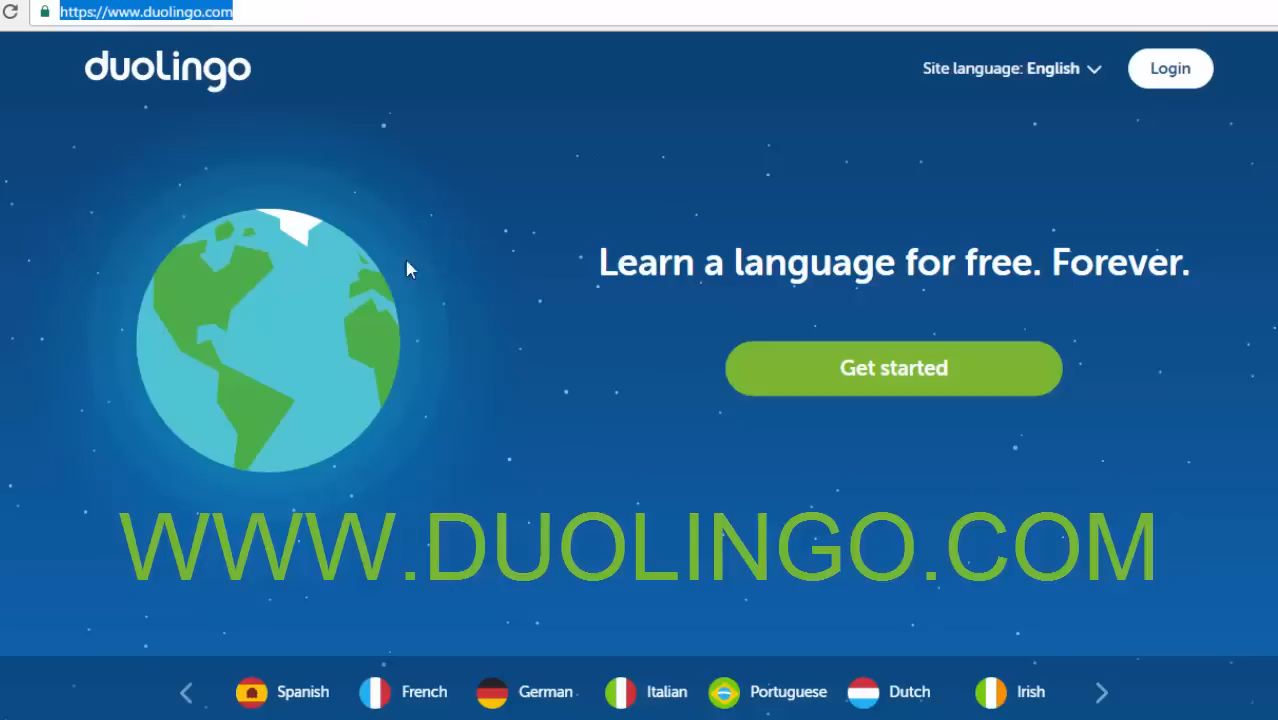 https://www.duolingo.com
duolingo
Site language: English
Login
Learn a language for free. Forever.
Get started
WWW.DUOLINGO.COM
Spanish
French
German
Italian
Portuguese
Dutch
Irish